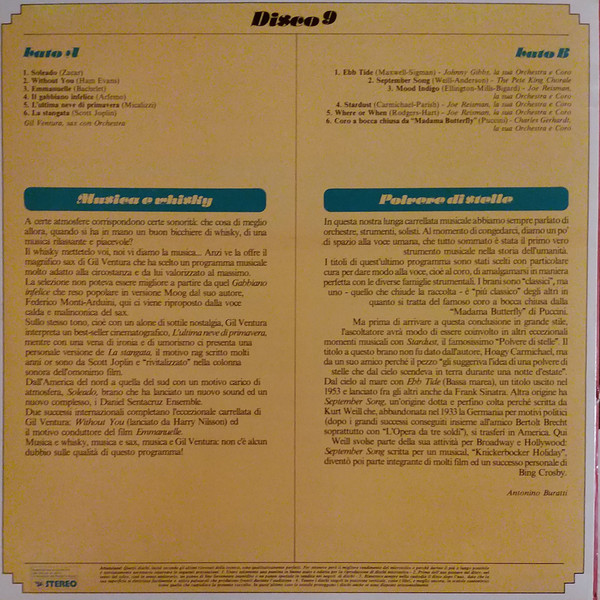 Disco 9
lato A
1. Soleado (Zacar)
2. Without You (Ham Evans)
3. Emmanuelle (Bachelet)
4. Il gabbiano infelice (Arfemo)
5. L'ultima neve di primavera (Micalizzi)
6. La stangata (Scott Joplin)
Gil Ventura, sax con Orchestra
lato B
1. Ebb Tide (Maxwell-Sigman) - Johnny Gibbs, la sua Orchestra e Coro
2. September Song (Weill-Anderson) - The Pete King Chorale
3. Mood Indigo (Ellington-Mills-Bigard) - Joe Reisman,
la sua Orchestra e Coro
4. Stardust (Carmichael-Parish) - Joe Reisman, la sua Orchestra e Coro
5. Where or When (Rodgers-Hart) - Joe Reisman, la sua Orchestra e Coro
6. Coro a bocca chiusa da "Madama Butterfly" (Puccini) - Charles Gerhardt,
la sua Orchestra e Coro
Musica e whisky
A certe atmosfere corrispondono certe sonorità: che cosa di meglio
allora, quando si ha in mano un buon bicchiere di whisky, di una
musica rilassante e piacevole?
Il whisky mettetelo voi, noi vi diamo la musica... Anzi ve la offre il
magnifico sax di Gil Ventura che ha scelto un programma musicale
molto adatto alla circostanza e da lui valorizzato al massimo.
La selezione non poteva essere migliore a partire da quel Gabbiano
infelice che rese popolare in versione Moog dal suo autore,
Federico Monti-Arduini, qui ci viene riproposto dalla voce
calda e malinconica del sax.
Sullo stesso tono, cioè con un alone di sottile nostalgia, Gil Ventura
interpreta un best-seller cinematografico, L'ultima neve di primavera,
mentre con una vera di ironia e di umorismo ci presenta una
personale versione de La stangata, il motivo rag scritto molti
anni or sono da Scott Joplin e "rivitalizzato" nella colonna
sonora dell'omonimo film.
Dall'America del nord a quella del sud con un motivo carico di
atmosfera, Soleado, brano che ha lanciato un nuovo sound ed un
nuovo complesso, i Daniel Sentacruz Ensemble.
Due successi internazionali completano l'eccezionale carrellata di
Gil Ventura: Without You (lanciato da Harry Nilsson) ed
il motivo conduttore del film Emmanuelle.
Musica e whisky, musica e sax, musica e Gil Ventura: non c'è alcun
dubbio sulle qualità di questo programma!
Polvere di stelle
In questa nostra lunga carrellata musicale abbiamo sempre parlato di
orchestre, strumenti, solisti. Al momento di congedarci, diamo un po'
di spazio alla voce umana, che tutto sommato è stata il primo vero
strumento musicale nella storia dell'umanità.
I titoli di quest'ultimo programma sono stati scelti con particolare
cura per dare modo alla voce, cioè al coro, di amalgamarsi in maniera
perfetta con le diverse famiglie strumentali. I brani sono "classici", ma
uno - quello che chiude la raccolta - è "più classico" degli altri in
quanto si tratta del famoso coro a bocca chiusa dalla
"Madama Butterfly" di Puccini.
Ma prima di arrivare a questa conclusione in grande stile,
l'ascoltatore avrà modo di essere coinvolto in altri eccezionali
momenti musicali con Stardust, il famosissimo "Polvere di stelle". Il
titolo a questo brano non fu dato dall'autore, Hoagy Carmichael, ma
da un suo amico perché il pezzo "gli suggeriva l'idea di una polvere di
stelle che dal cielo scendeva in terra durante una notte d'estate".
Dal cielo al mare con Ebb Tide (Bassa marea), un titolo uscito nel
1953 e lanciato fra gli altri anche da Frank Sinatra. Altra origine ha
September Song, un'origine dotta e perfino colta perché scritta da
Kurt Weill che, abbandonata nel 1933 la Germania per motivi politici
(dopo i grandi successi conseguiti insieme all'amico Bertolt Brecht
soprattutto con "L'Opera da tre soldi"), si trasferì in America. Qui
Weill svolse parte della sua attività per Broadway e Hollywood:
September Song scritta per un musical, "Knickerbocker Holiday",
diventò poi parte integrante di molti film ed un successo personale di
Bing Crosby.
Antonino Buratti
STEREO